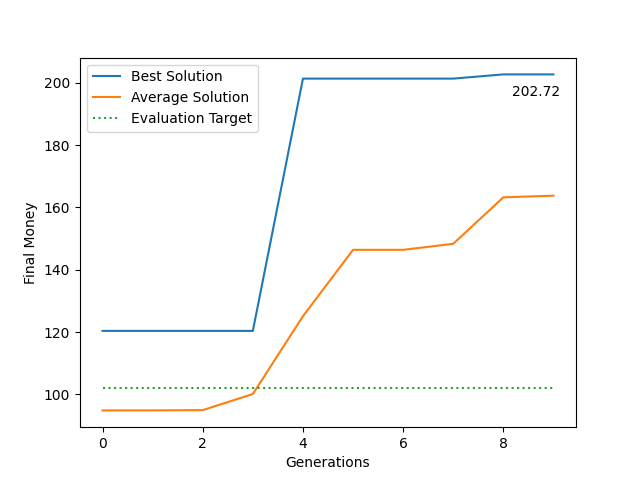 Best Solution
Average Solution
Evaluation Target
202.72
200
180
160
140
120
100
Final Money
0 2 4 6 8
Generations